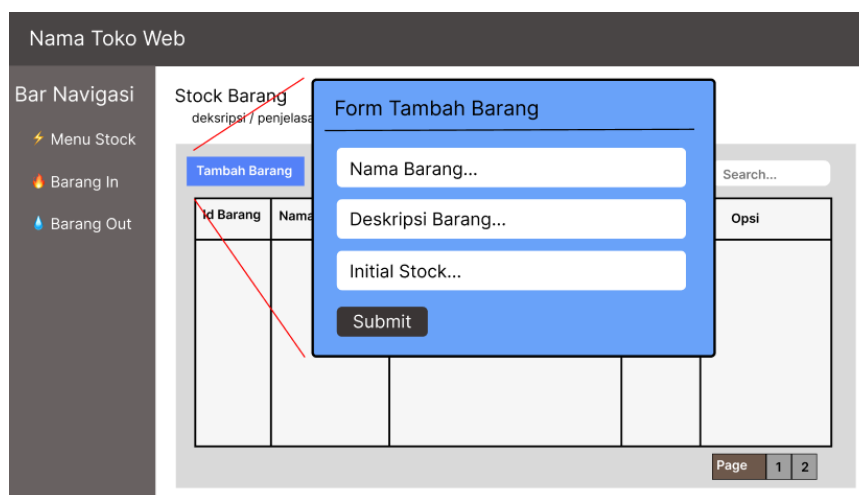 Nama Toko Web
Bar Navigasi
⚡ Menu Stock
🔥 Barang In
💧 Barang Out
Stock Barang
deksripsi /
Tambah Barang
Search...
Id Barang
Nama
Opsi
Form Tambah Barang
Nama Barang...
Deskripsi Barang...
Initial Stock...
Submit
Page 1 2